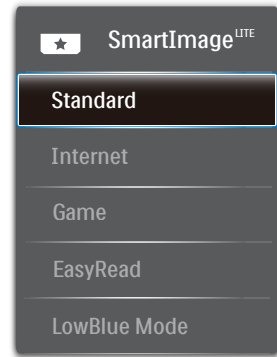 SmartImage LITE
Standard
Internet
Game
EasyRead
LowBlue Mode